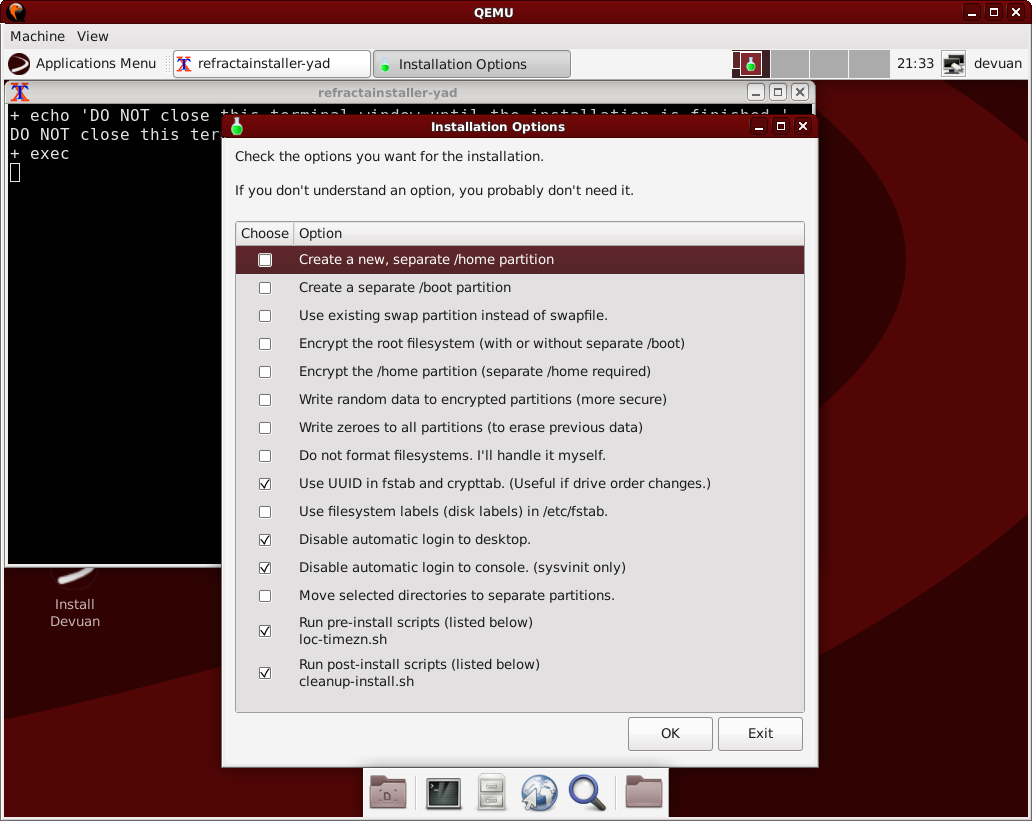 QEMU
Machine View
Applications Menu refractainstaller-yad Installation Options 21:33 devuan
refractainstaller-yad
+ echo 'DO NOT close this terminal window until the installation is finished
DO NOT close this ter
+ exec
Installation Options
Check the options you want for the installation.
If you don't understand an option, you probably don't need it.
Choose Option
Create a new, separate /home partition
Create a separate /boot partition
Use existing swap partition instead of swapfile.
Encrypt the root filesystem (with or without separate /boot)
Encrypt the /home partition (separate /home required)
Write random data to encrypted partitions (more secure)
Write zeroes to all partitions (to erase previous data)
Do not format filesystems. I'll handle it myself.
Use UUID in fstab and crypttab. (Useful if drive order changes.)
Use filesystem labels (disk labels) in /etc/fstab.
Disable automatic login to desktop.
Disable automatic login to console. (sysvinit only)
Move selected directories to separate partitions.
Run pre-install scripts (listed below)
loc-timezn.sh
Run post-install scripts (listed below)
cleanup-install.sh
OK Exit
Install
Devuan